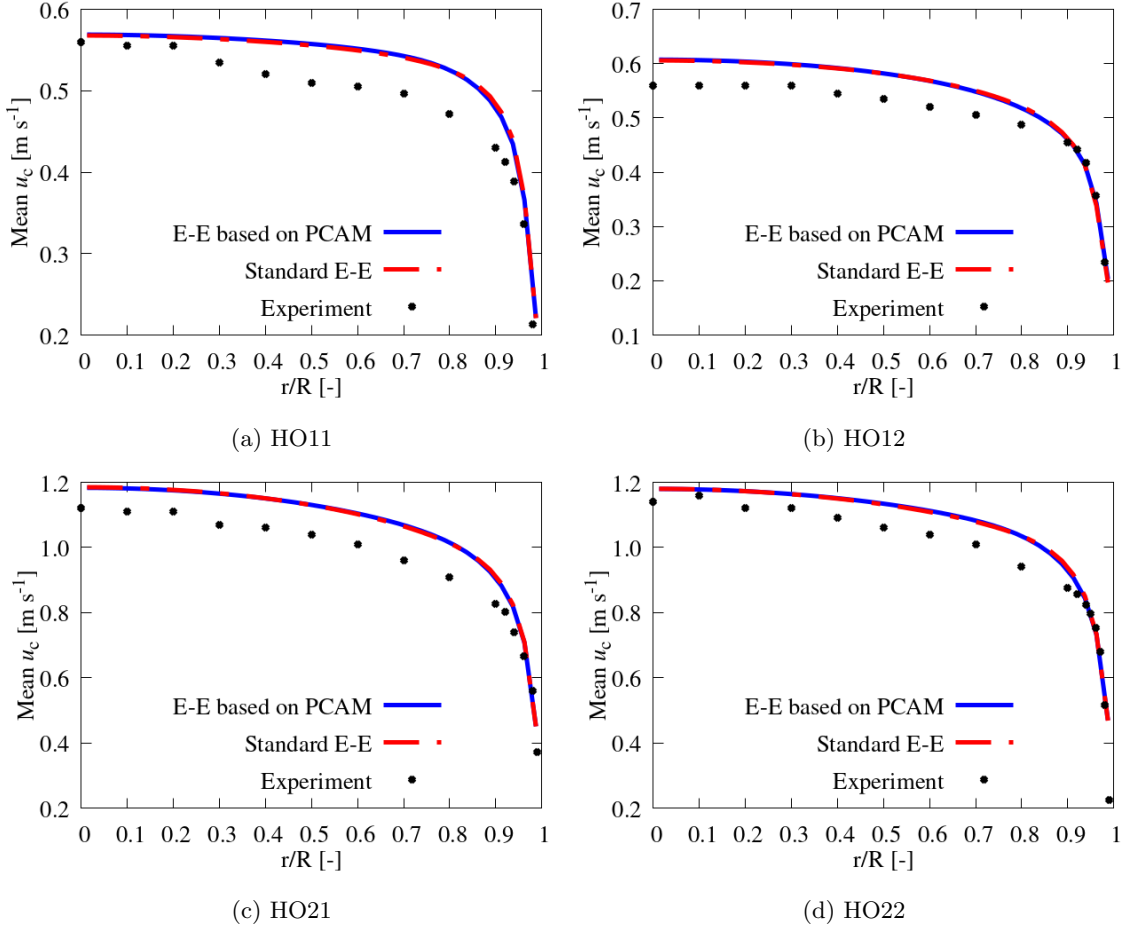 0.6
0.5
0.4
0.3
0.2
Mean u_c [m s⁻¹]
E-E based on PCAM
Standard E-E
Experiment
0 0.1 0.2 0.3 0.4 0.5 0.6 0.7 0.8 0.9 1
r/R [-]
(a) HO11
0.7
0.6
0.5
0.4
0.3
0.2
0.1
Mean u_c [m s⁻¹]
E-E based on PCAM
Standard E-E
Experiment
0 0.1 0.2 0.3 0.4 0.5 0.6 0.7 0.8 0.9 1
r/R [-]
(b) HO12
1.2
1.0
0.8
0.6
0.4
0.2
Mean u_c [m s⁻¹]
E-E based on PCAM
Standard E-E
Experiment
0 0.1 0.2 0.3 0.4 0.5 0.6 0.7 0.8 0.9 1
r/R [-]
(c) HO21
1.2
1.0
0.8
0.6
0.4
0.2
Mean u_c [m s⁻¹]
E-E based on PCAM
Standard E-E
Experiment
0 0.1 0.2 0.3 0.4 0.5 0.6 0.7 0.8 0.9 1
r/R [-]
(d) HO22